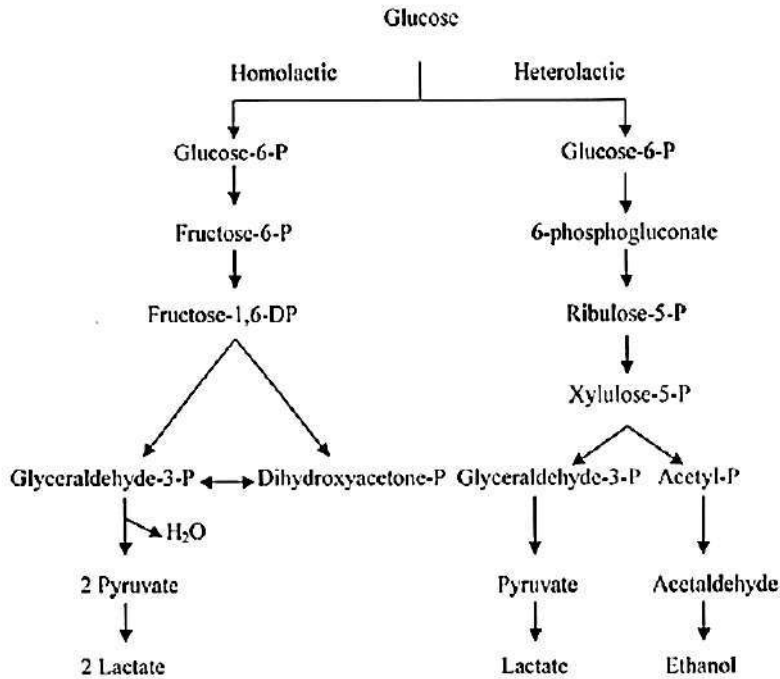 Glucose
Homolactic Heterolactic
Glucose-6-P Glucose-6-P
Fructose-6-P 6-phosphogluconate
Fructose-1,6-DP Ribulose-5-P
Xylulose-5-P
Glyceraldehyde-3-P Dihydroxyacetone-P Glyceraldehyde-3-P Acetyl-P
H₂O
2 Pyruvate Pyruvate Acetaldehyde
2 Lactate Lactate Ethanol